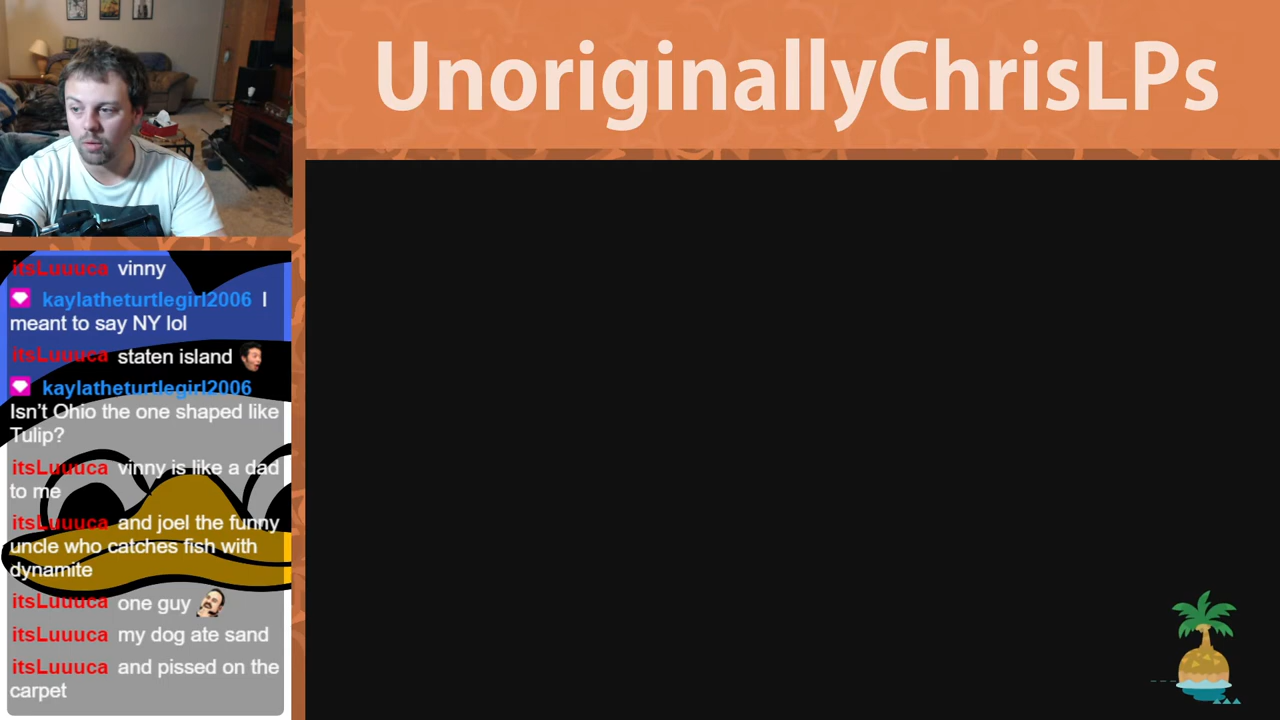 UnoriginallyChrisLPs
itsLuuuca vinny
kaylatheturtlegirl2006 I
meant to say NY lol
itsLuuuca staten island
kaylatheturtlegirl2006
Isn't Ohio the one shaped like
Tulip?
itsLuuuca vinny is like a dad
to me
itsLuuuca and joel the funny
uncle who catches fish with
dynamite
itsLuuuca one guy
itsLuuuca my dog ate sand
itsLuuuca and pissed on the
carpet